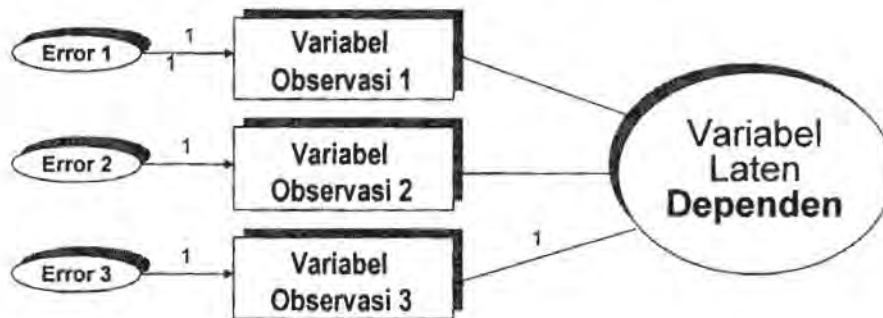 Error 1
1
1
Variabel
Observasi 1
Error 2
1
Variabel
Observasi 2
Error 3
1
Variabel
Observasi 3
1
Variabel
Laten
Dependen